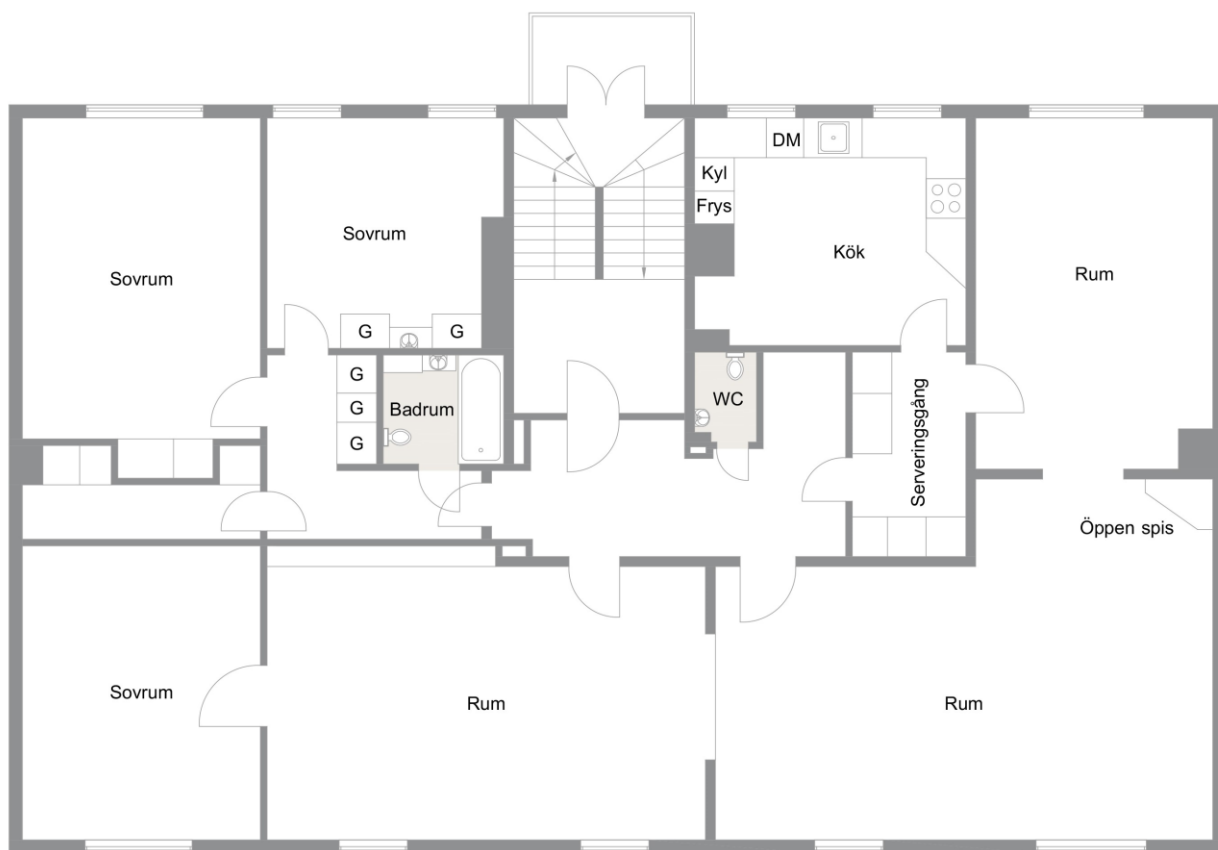 DM
Kyl
Frys
Sovrum
Kök
Sovrum
Rum
G
G
G
G
G
Badrum
WC
Serveringsgång
Öppen spis
Sovrum
Rum
Rum